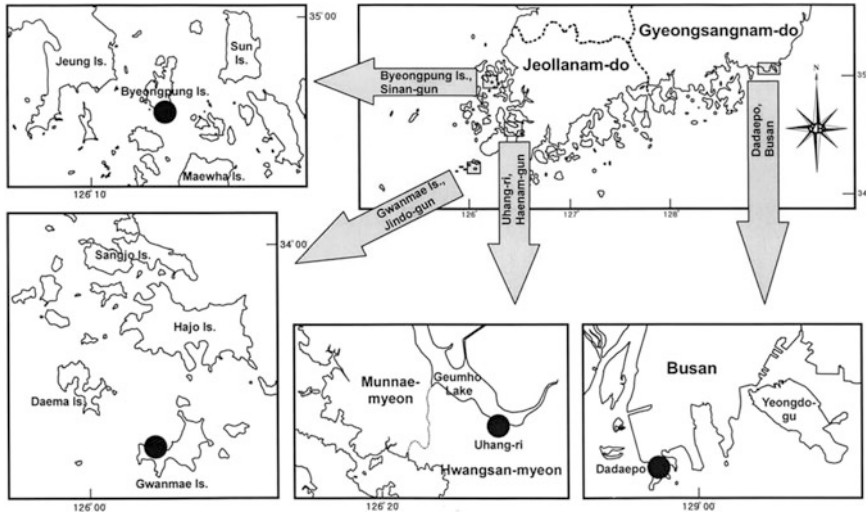 35°00
Jeung Is.
Sun
Is.
Byeongpung Is.
Maewha Is.
126°10
Gyeongsangnam-do
Jeollanam-do
Byeongpung Is.,
Sinan-gun
35
Dadaepo,
Busan
N
34
126
127
128
Uhang-ri,
Haenam-gun
Gwanmae Is.,
Jindo-gun
34°00
Sangjo Is.
Hajo Is.
Daema Is.
Gwanmae Is.
126°00
Munnae-
myeon
Geumho
Lake
Uhang-ri
Hwangsan-myeon
126°20
Busan
Yeongdo-
gu
Dadaepo
129°00